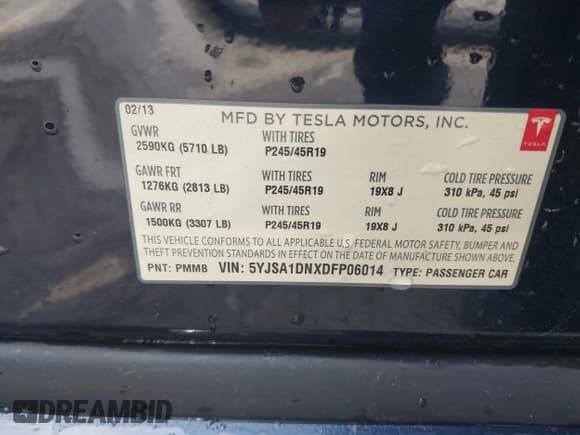 02/13
MFD BY TESLA MOTORS, INC.
TESLA
GVWR WITH TIRES
2590KG (5710 LB) P245/45R19
GAWR FRT WITH TIRES RIM COLD TIRE PRESSURE
1276KG (2813 LB) P245/45R19 19X8 J 310 kPa, 45 psi
GAWR RR WITH TIRES RIM COLD TIRE PRESSURE
1500KG (3307 LB) P245/45R19 19X8 J 310 kPa, 45 psi
THIS VEHICLE CONFORMS TO ALL APPLICABLE U.S. FEDERAL MOTOR SAFETY, BUMPER AND
THEFT PREVENTION STANDARDS IN EFFECT ON THE DATE OF MANUFACTURE SHOWN ABOVE.
PNT: PMMB VIN: 5YJSA1DNXDFP06014 TYPE: PASSENGER CAR
DREAMBID